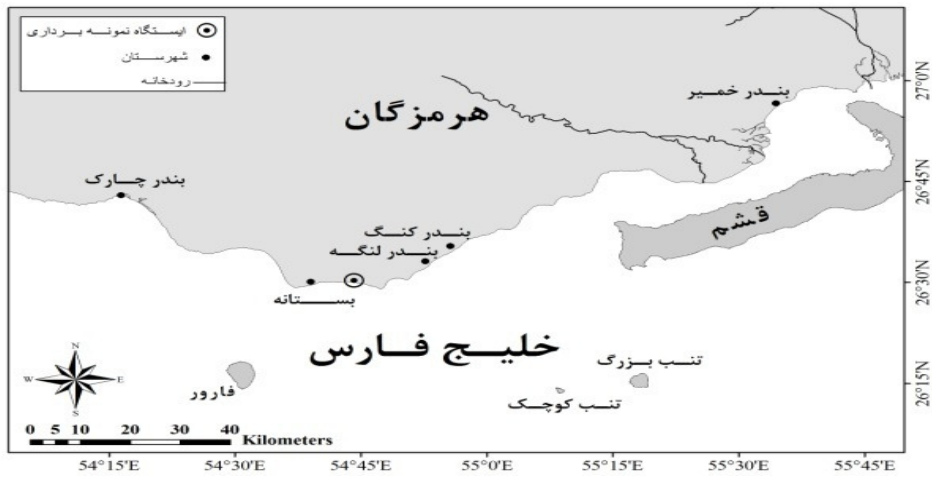 ایستگاه نمونه برداری
شهرستان
رودخانه
هرمزگان
بندر خمیر
بندر چارک
قشم
بندر کنگ
بندر لنگه
بستانه
خلیج فارس
فارور
تنب بزرگ
تنب کوچک
N
W E
S
0 5 10 20 30 40
Kilometers
27°0'N
26°45'N
26°30'N
26°15'N
54°15'E 54°30'E 54°45'E 55°0'E 55°15'E 55°30'E 55°45'E